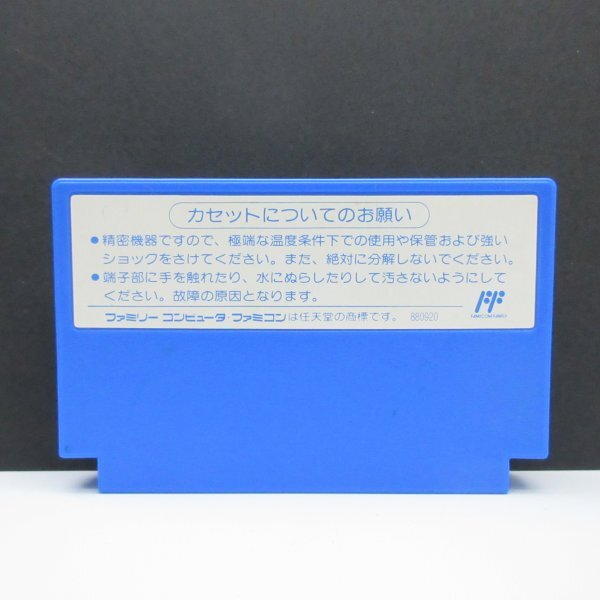 カセットについてのお願い
●精密機器ですので、極端な温度条件下での使用や保管および強い
ショックをさけてください。また、絶対に分解しないでください。
●端子部に手を触れたり、水にぬらしたりして汚さないようにして
ください。故障の原因となります。
ファミリー コンピュータ・ファミコンは任天堂の商標です。 880920
FAMICOM FAMILY